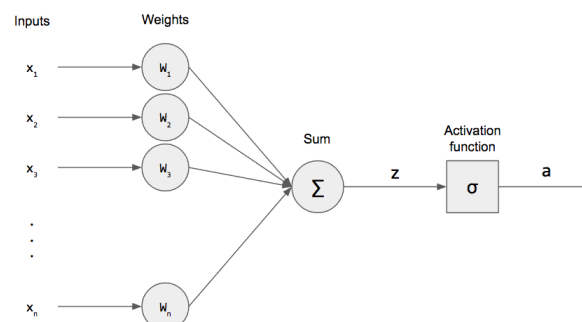 Inputs
Weights
x1
W1
x2
W2
x3
W3
Sum
Σ
z
Activation
function
σ
a
.
.
.
xn
Wn